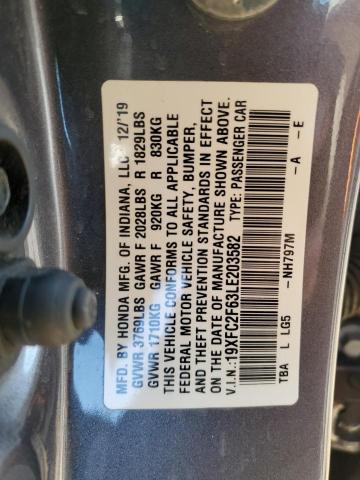 MFD. BY HONDA MFG. OF INDIANA, LLC 12/'19
GVWR 3769LBS GAWR F 2028LBS R 1829LBS
GVWR 1710KG GAWR F 920KG R 830KG
THIS VEHICLE CONFORMS TO ALL APPLICABLE
FEDERAL MOTOR VEHICLE SAFETY, BUMPER,
AND THEFT PREVENTION STANDARDS IN EFFECT
ON THE DATE OF MANUFACTURE SHOWN ABOVE.
V.I.N.:19XFC2F63LE203582 TYPE: PASSENGER CAR
-A -E
TBA L LG5 -NH797M